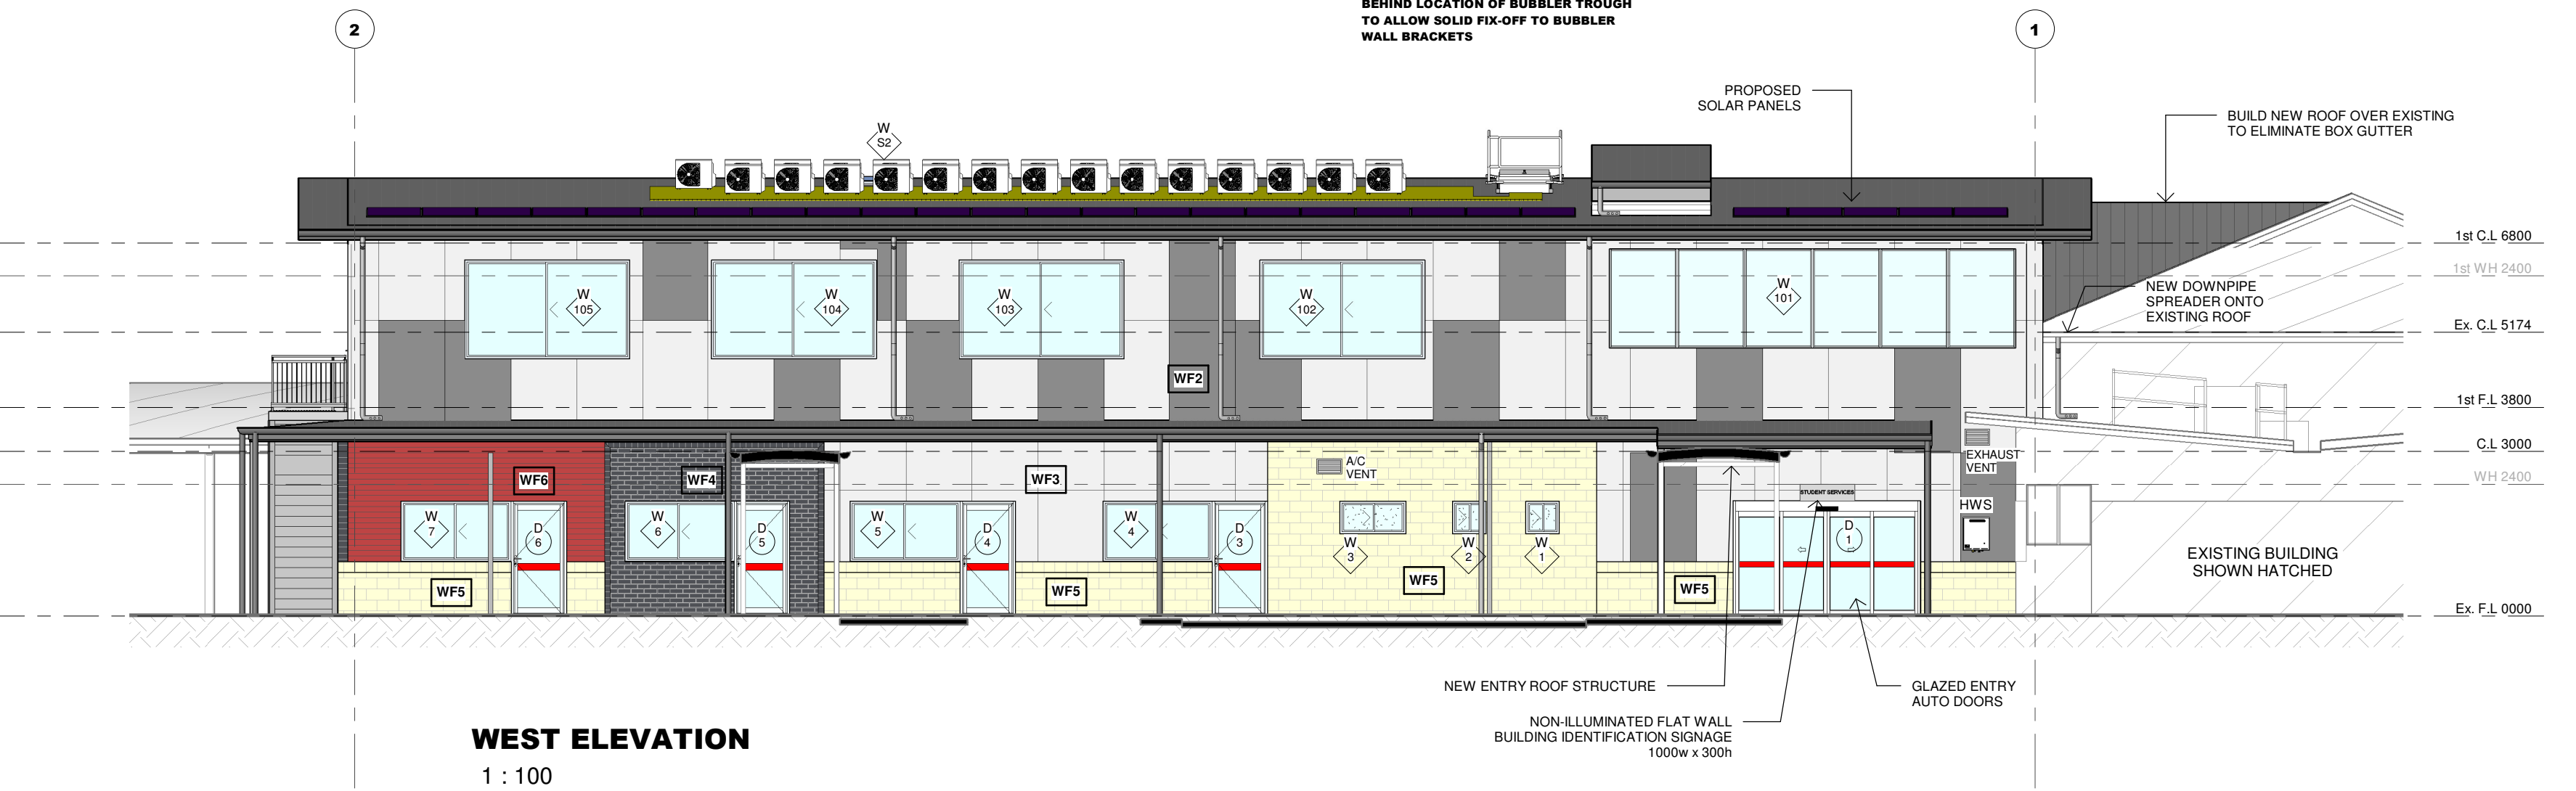 BEHIND LOCATION OF BUBBLER TROUGH
TO ALLOW SOLID FIX-OFF TO BUBBLER
WALL BRACKETS
2
1
PROPOSED
SOLAR PANELS
BUILD NEW ROOF OVER EXISTING
TO ELIMINATE BOX GUTTER
W
S2
1st C.L 6800
1st WH 2400
NEW DOWNPIPE
SPREADER ONTO
EXISTING ROOF
Ex. C.L 5174
W
105
W
104
W
103
W
102
W
101
WF2
1st F.L 3800
C.L 3000
WH 2400
WF6
WF4
WF3
A/C
VENT
EXHAUST
VENT
STUDENT SERVICES
HWS
W
7
D
6
W
6
D
5
W
5
D
4
W
4
D
3
W
3
W
2
W
1
D
1
WF5
WF5
WF5
WF5
EXISTING BUILDING
SHOWN HATCHED
Ex. F.L 0000
NEW ENTRY ROOF STRUCTURE
GLAZED ENTRY
AUTO DOORS
NON-ILLUMINATED FLAT WALL
BUILDING IDENTIFICATION SIGNAGE
1000w x 300h
WEST ELEVATION
1 : 100